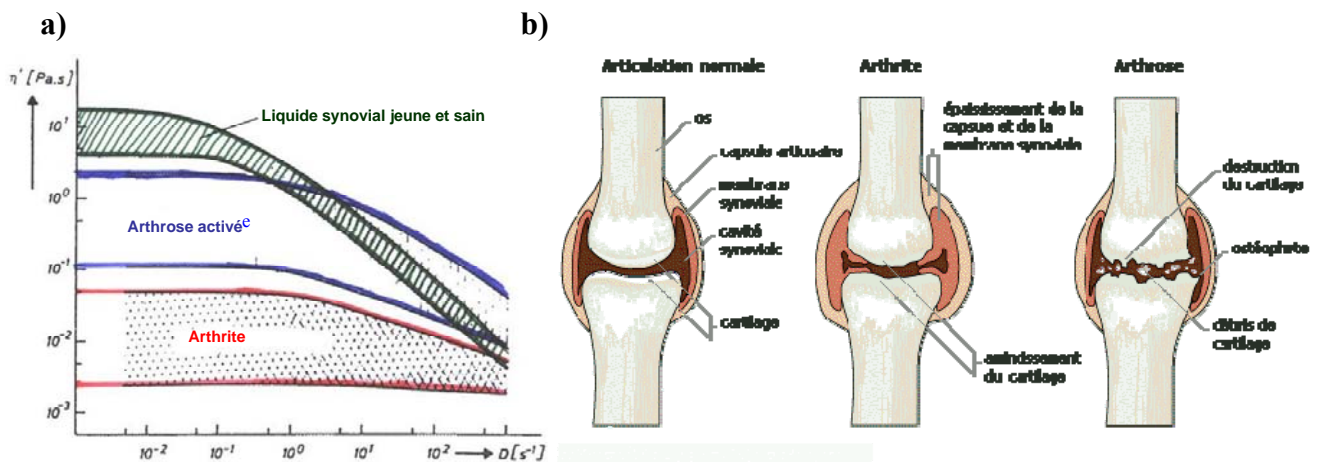 a)
b)
η' [Pa.s]
Liquide synovial jeune et sain
Arthrose activée
Arthrite
10¹
10⁰
10⁻¹
10⁻²
10⁻³
10⁻²
10⁻¹
10⁰
10¹
10²
D[s⁻¹]
Articulation normale
Arthrite
Arthrose
os
capsule articulaire
membrane
synoviale
cavité
synoviale
cartilage
épaississement de la
capsule et de la
membrane synoviale
amincissement
du cartilage
destruction
du cartilage
ostéophyte
débris de
cartilage